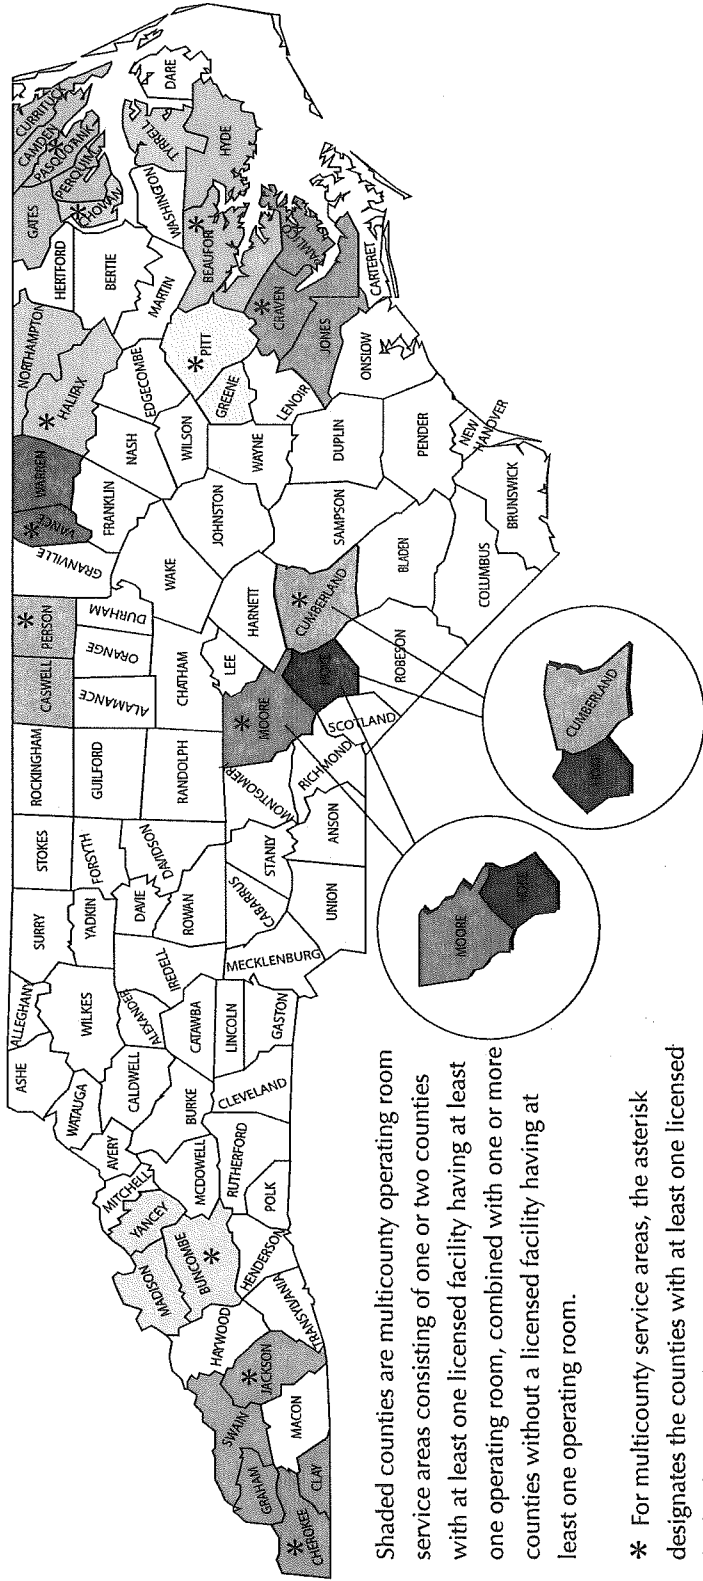 CURRITUCK
CAMDEN
PASQUOTANK
PERQUIM
CHOWAN
GATES
HERTFORD
BERTIE
NORTHAMPTON
HALIFAX
WARREN
VANCE
GRANVILLE
PERSON
CASWELL
ROCKINGHAM
STOKES
SURRY
ALLEGHANY
ASHE
DARE
TYRRELL
WASHINGTON
MARTIN
EDGECOMBE
NASH
FRANKLIN
DURHAM
ORANGE
ALAMANCE
GUILFORD
FORSYTH
YADKIN
WILKES
WATAUGA
HYDE
BEAUFORT
PITT
GREENE
WILSON
WAYNE
JOHNSTON
WAKE
CHATHAM
RANDOLPH
DAVIDSON
DAVIE
ROWAN
IREDELL
ALEXANDER
CALDWELL
AVERY
MITCHELL
YANCEY
MADISON
PAMLICO
CRAVEN
JONES
LENOIR
DUPLIN
SAMPSON
HARNETT
LEE
MOORE
MONTGOMERY
STANLY
CABARRUS
MECKLENBURG
CATAWBA
LINCOLN
GASTON
BURKE
CLEVELAND
MCDOWELL
RUTHERFORD
POLK
BUNCOMBE
HENDERSON
HAYWOOD
TRANSYLVANIA
JACKSON
SWAIN
MACON
GRAHAM
CLAY
CHEROKEE
CARTERET
ONSLOW
PENDER
NEW
HANOVER
BRUNSWICK
COLUMBUS
BLADEN
CUMBERLAND
HOKE
ROBESON
SCOTLAND
RICHMOND
ANSON
UNION
MOORE
HOKE
HOKE
CUMBERLAND
Shaded counties are multicounty operating room
service areas consisting of one or two counties
with at least one licensed facility having at least
one operating room, combined with one or more
counties without a licensed facility having at
least one operating room.
* For multicounty service areas, the asterisk
designates the counties with at least one licensed